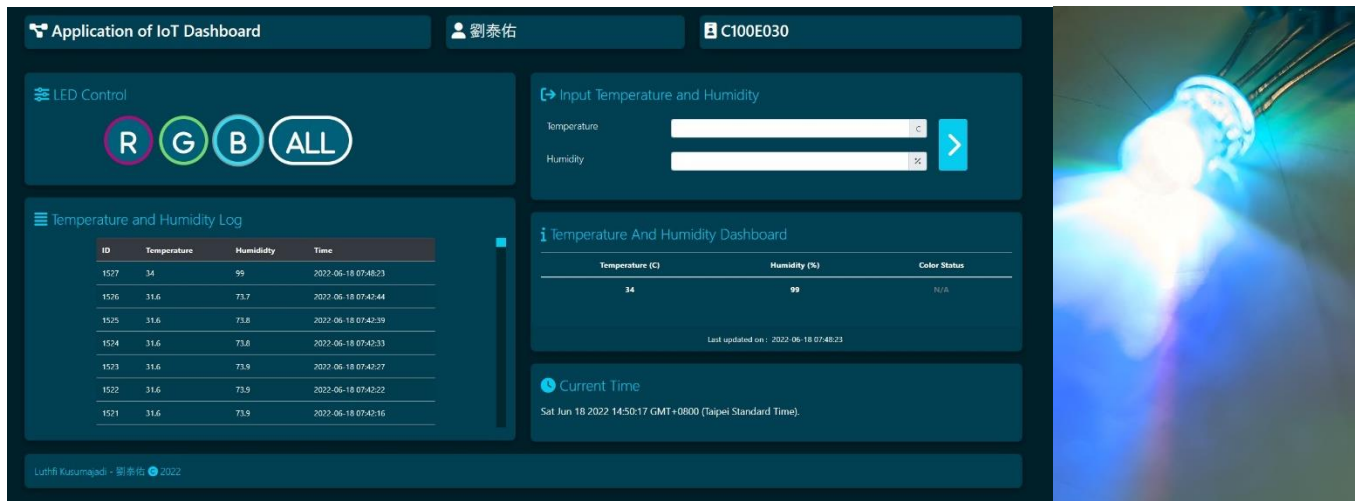 Application of IoT Dashboard
劉泰佑
C100E030
LED Control
R G B ALL
Input Temperature and Humidity
Temperature C
Humidity %
Temperature and Humidity Log
ID Temperature Humididty Time
1527 34 99 2022-06-18 07:48:23
1526 31.6 73.7 2022-06-18 07:42:44
1525 31.6 73.8 2022-06-18 07:42:39
1524 31.6 73.8 2022-06-18 07:42:33
1523 31.6 73.9 2022-06-18 07:42:27
1522 31.6 73.9 2022-06-18 07:42:22
1521 31.6 73.9 2022-06-18 07:42:16
Temperature And Humidity Dashboard
Temperature (C) Humidity (%) Color Status
34 99 N/A
Last updated on : 2022-06-18 07:48:23
Current Time
Sat Jun 18 2022 14:50:17 GMT+0800 (Taipei Standard Time).
Luthfi Kusumajadi - 劉泰佑 © 2022